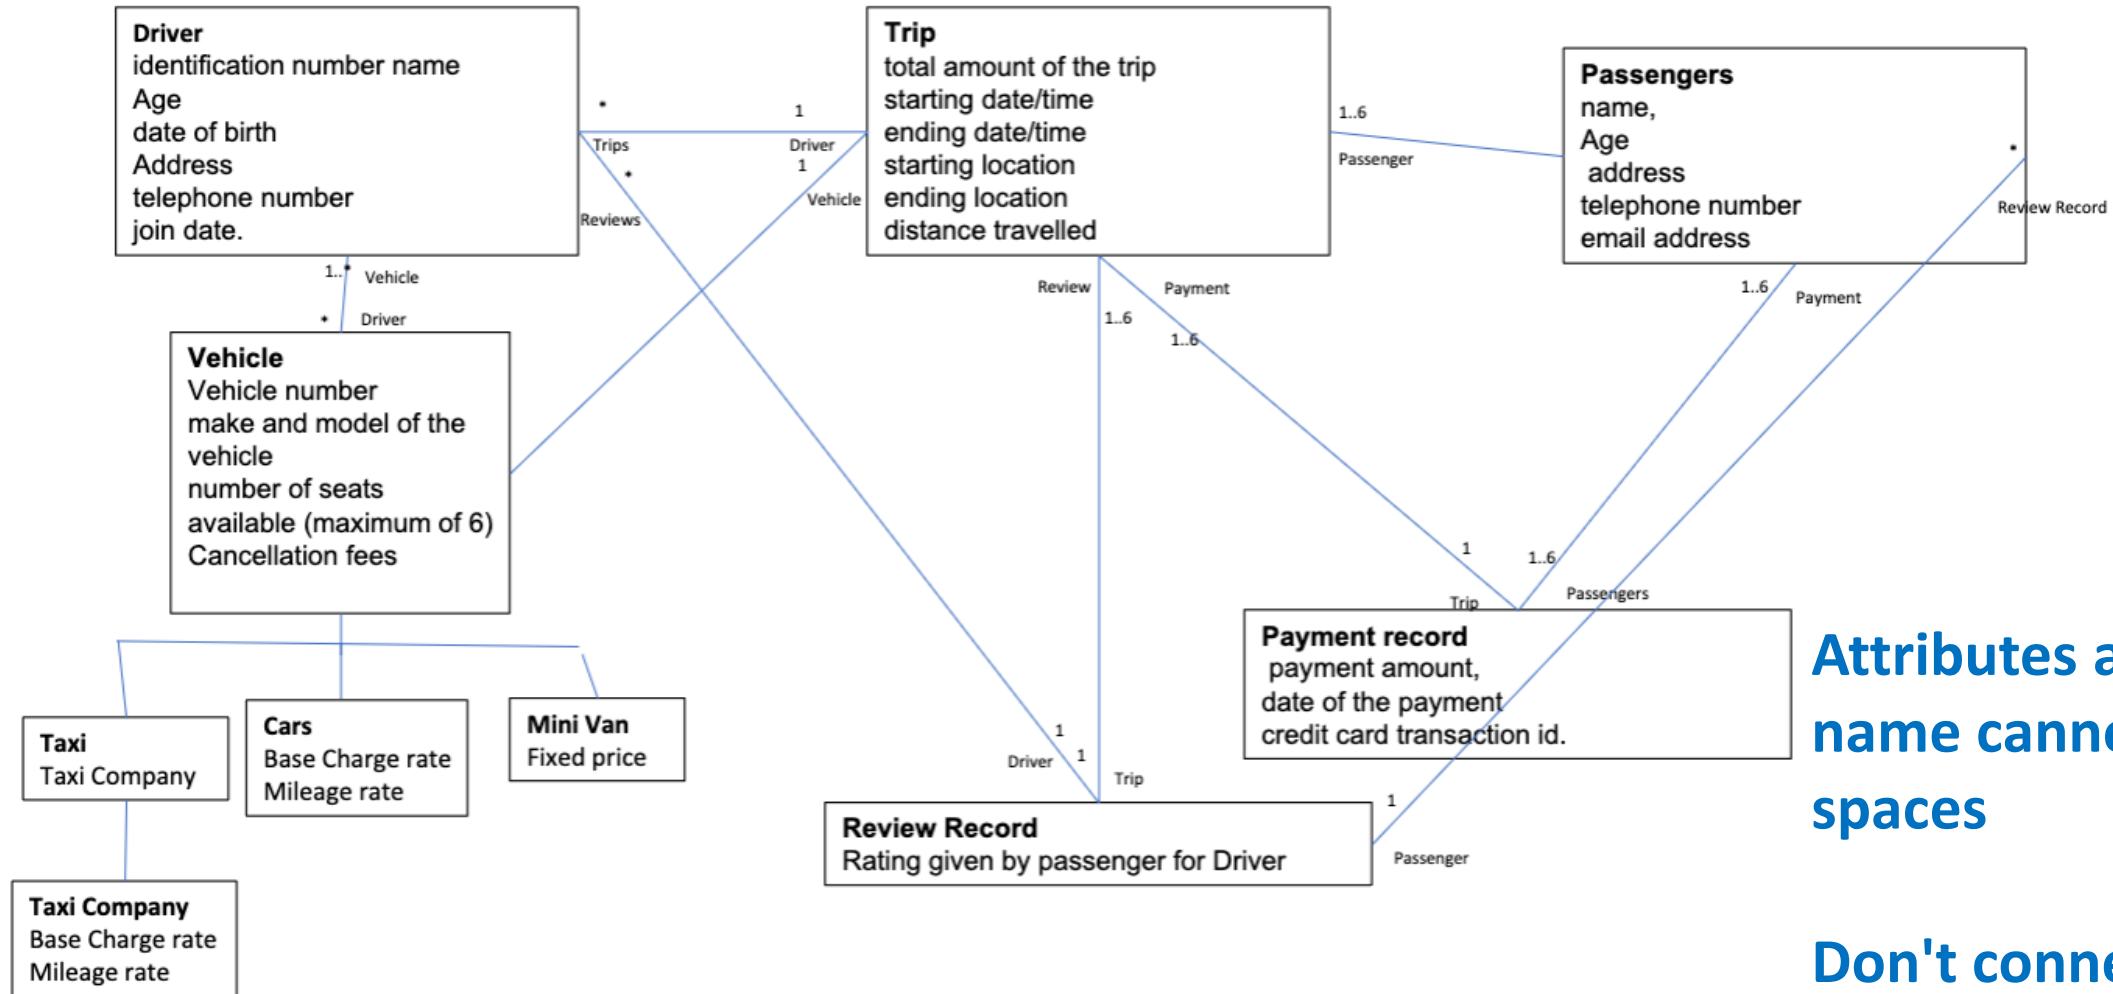 Driver
identification number name
Age
date of birth
Address
telephone number
join date.
Trip
total amount of the trip
starting date/time
ending date/time
starting location
ending location
distance travelled
Passengers
name,
Age
address
telephone number
email address
*
1
Trips
Driver
*
1
Reviews
Vehicle
1..6
Passenger
*
Review Record
1..*
Vehicle
*
Driver
Review
Payment
1..6
1..6
1..6
Payment
Vehicle
Vehicle number
make and model of the
vehicle
number of seats
available (maximum of 6)
Cancellation fees
1
1..6
Trip
Passengers
Payment record
payment amount,
date of the payment
credit card transaction id.
Taxi
Taxi Company
Cars
Base Charge rate
Mileage rate
Mini Van
Fixed price
1
1
Driver
Trip
1
Passenger
Review Record
Rating given by passenger for Driver
Taxi Company
Base Charge rate
Mileage rate
Attributes
name
spaces
Don't